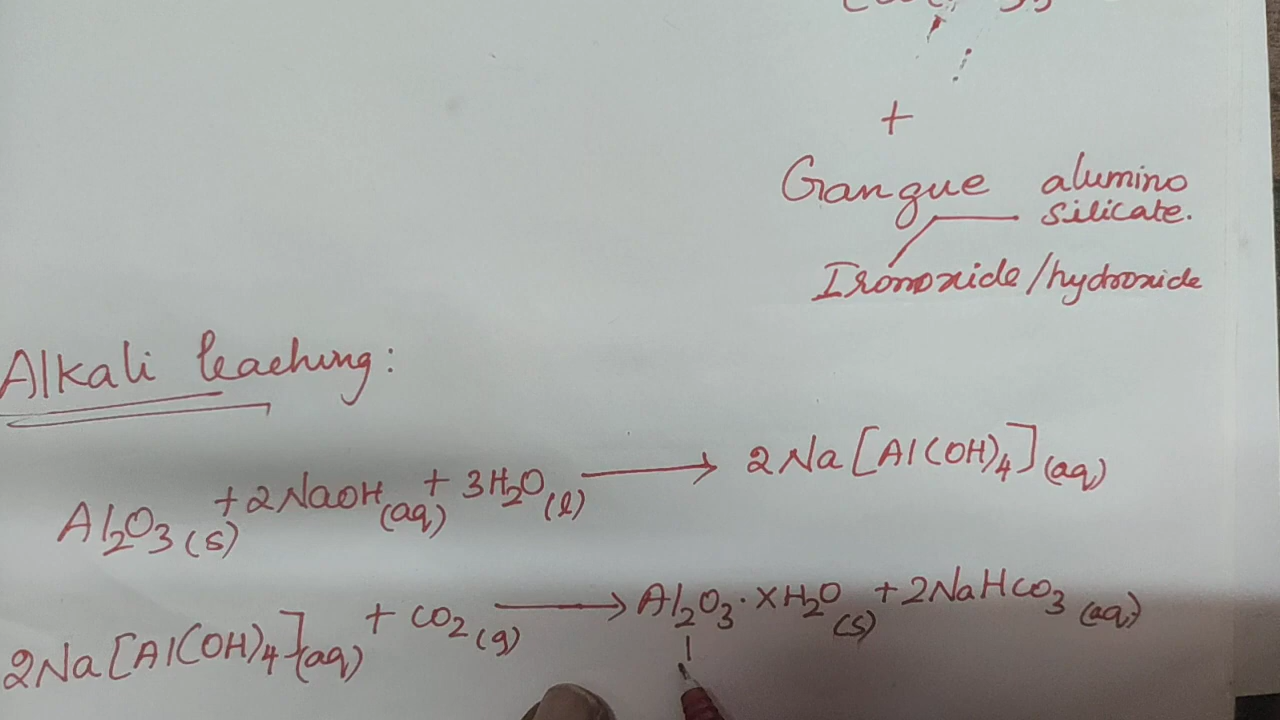 +
Gangue alumino
silicate.
Ironoxide/hydroxide
Alkali leaching:
Al₂O₃(s) + 2NaOH(aq) + 3H₂O(l) ⟶ 2Na[Al(OH)₄](aq)
2Na[Al(OH)₄](aq) + CO₂(g) ⟶ Al₂O₃·XH₂O(s) + 2NaHCO₃(aq)